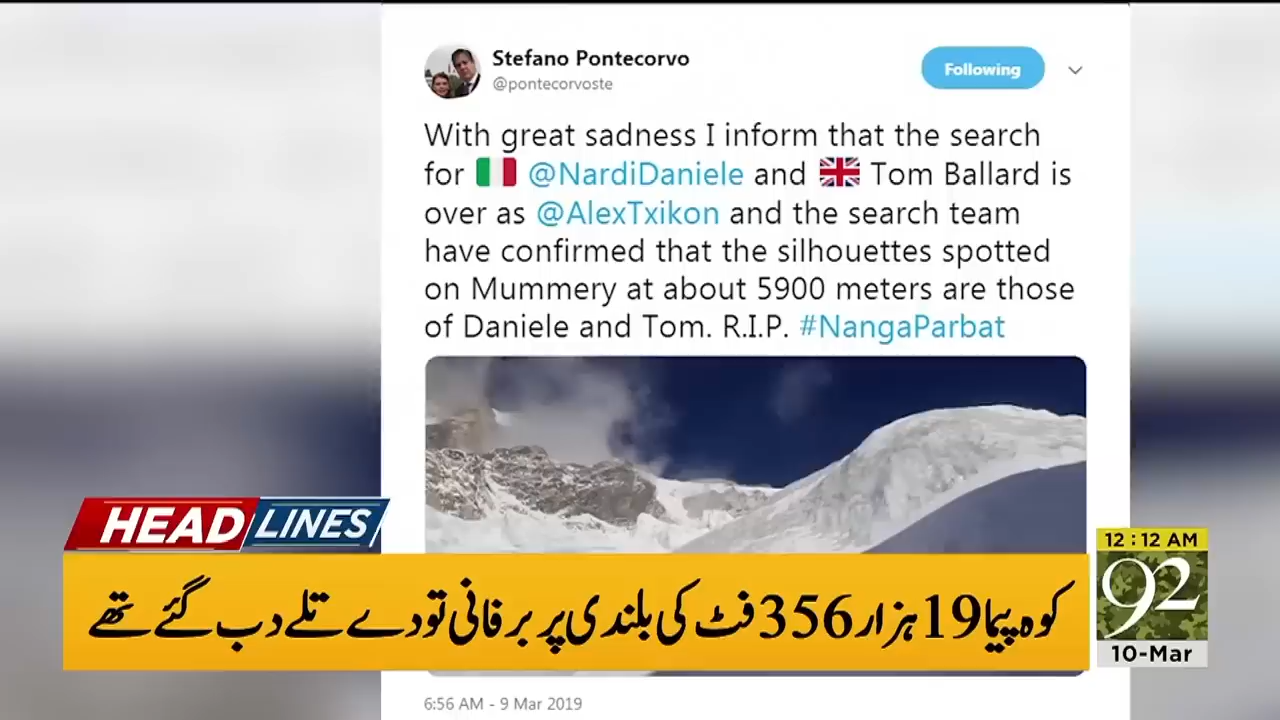 Stefano Pontecorvo
@pontecorvoste
Following
With great sadness I inform that the search
for @NardiDaniele and Tom Ballard is
over as @AlexTxikon and the search team
have confirmed that the silhouettes spotted
on Mummery at about 5900 meters are those
of Daniele and Tom. R.I.P. #NangaParbat
HEADLINES
کوہ پیما 19 ہزار 356 فٹ کی بلندی پر برفانی تودے تلے دب گئے تھے
12:12 AM
92
10-Mar
6:56 AM - 9 Mar 2019